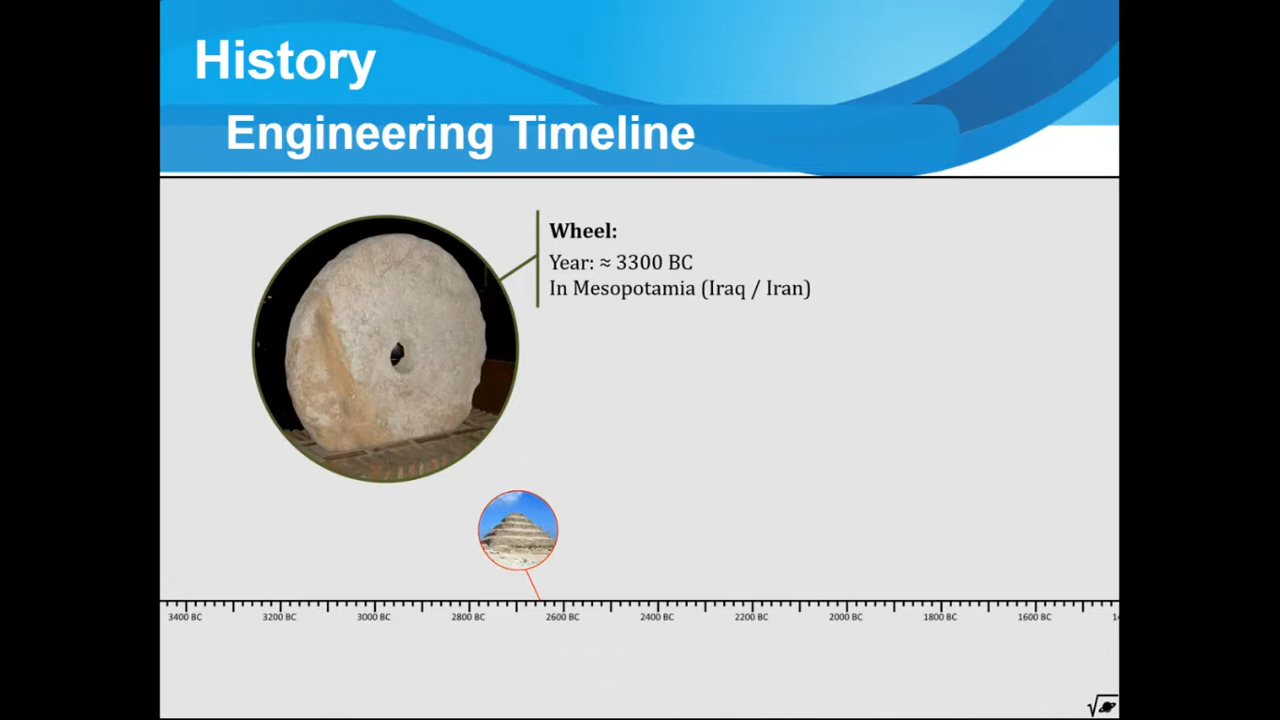 History
Engineering Timeline
Wheel:
Year: ≈ 3300 BC
In Mesopotamia (Iraq / Iran)
3400 BC 3200 BC 3000 BC 2800 BC 2600 BC 2400 BC 2200 BC 2000 BC 1800 BC 1600 BC